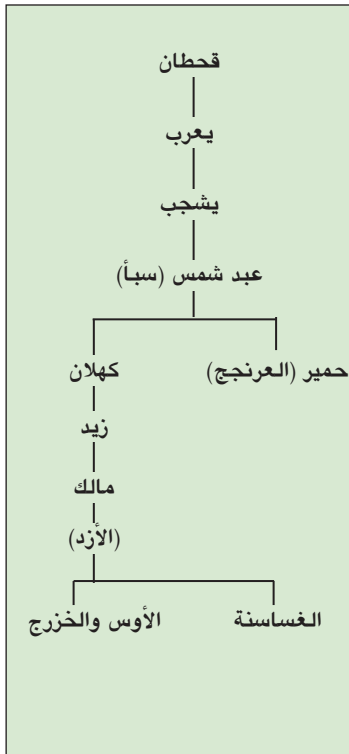 قحطان
يعرب
يشجب
عبد شمس (سبأ)
حمير (العرنجج) كهلان
زيد
مالك
(الأزد)
الغساسنة الأوس والخزرج